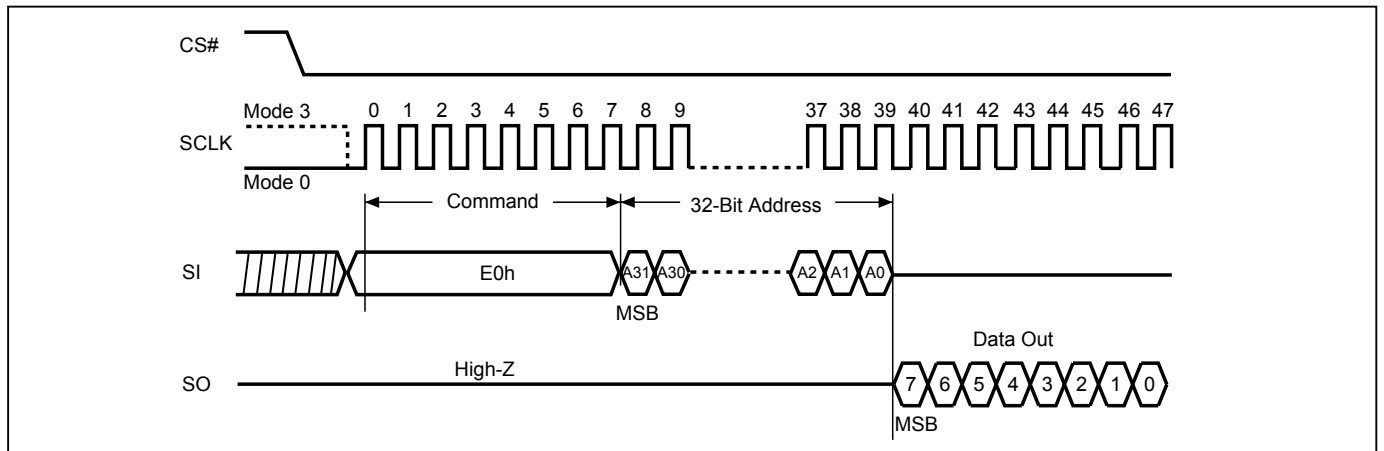 CS#
Mode 3
0 1 2 3 4 5 6 7 8 9 37 38 39 40 41 42 43 44 45 46 47
SCLK
Mode 0
Command
32-Bit Address
SI
E0h
A31 A30 A2 A1 A0
MSB
Data Out
High-Z
SO
7 6 5 4 3 2 1 0
MSB